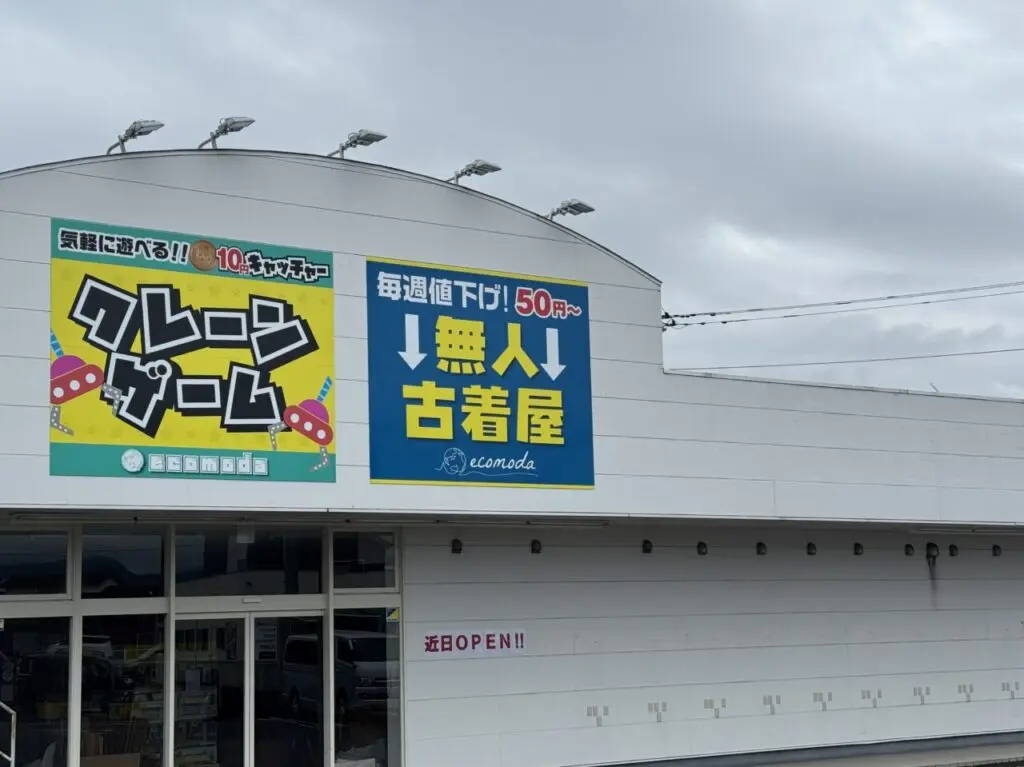 気軽に遊べる!! 10円キャッチャー
クレーン
ゲーム
ecomoda
毎週値下げ! 50円~
↓無人↓
古着屋
ecomoda
近日OPEN!!